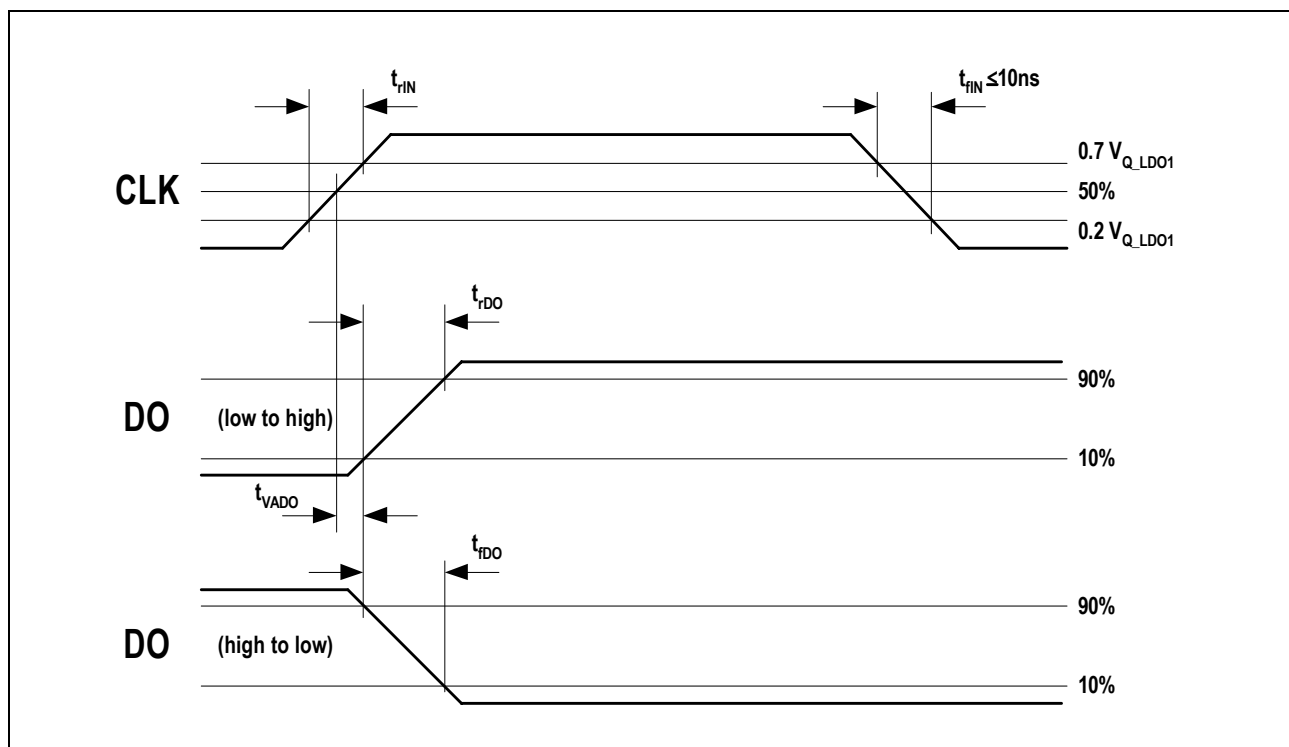 t_rIN
t_fIN ≤10ns
0.7 V_Q_LDO1
CLK
50%
0.2 V_Q_LDO1
t_rDO
90%
DO (low to high)
10%
t_VADO
t_fDO
90%
DO (high to low)
10%